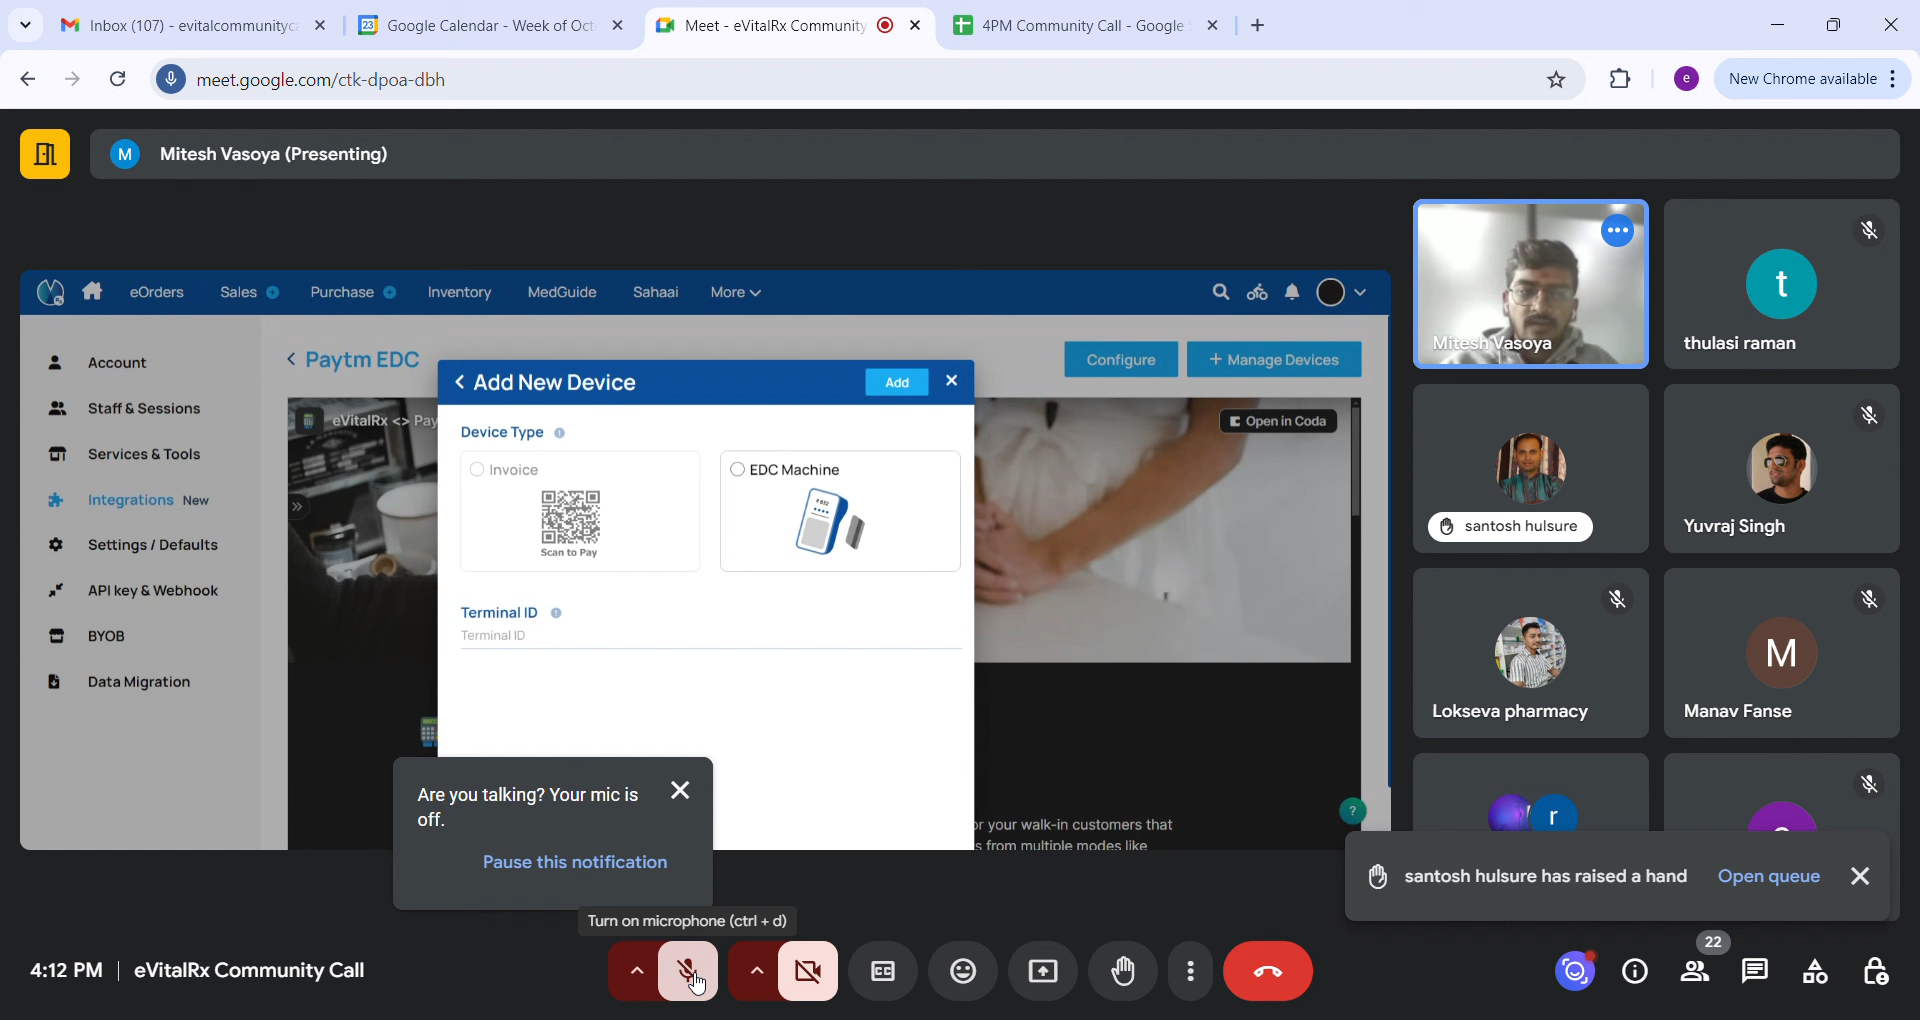 Inbox (107) - evitalcommunityc
Google Calendar - Week of Oct
Meet - eVitalRx Community
4PM Community Call - Google
meet.google.com/ctk-dpoa-dbh
e
New Chrome available
M
Mitesh Vasoya (Presenting)
eOrders
Sales
Purchase
Inventory
MedGuide
Sahaai
More
Account
Staff & Sessions
Services & Tools
Integrations New
Settings / Defaults
API key & Webhook
BYOB
Data Migration
Paytm EDC
Configure
+ Manage Devices
eVitalRx <> Pay
Open in Coda
Add New Device
Add
Device Type
Invoice
Scan to Pay
EDC Machine
Terminal ID
Terminal ID
or your walk-in customers that
s from multiple modes like
?
Are you talking? Your mic is
off.
Pause this notification
Turn on microphone (ctrl + d)
Mitesh Vasoya
t
thulasi raman
santosh hulsure
Yuvraj Singh
Lokseva pharmacy
M
Manav Fanse
r
santosh hulsure has raised a hand
Open queue
22
4:12 PM
eVitalRx Community Call